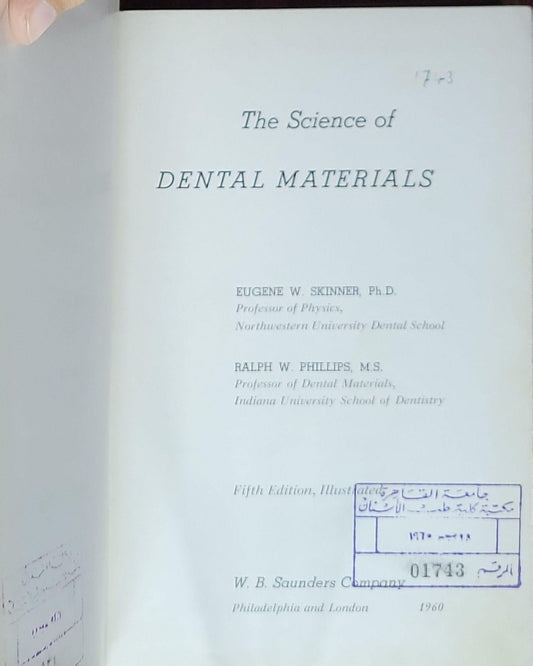 1743
The Science of
DENTAL MATERIALS
EUGENE W. SKINNER, Ph.D.
Professor of Physics,
Northwestern University Dental School
RALPH W. PHILLIPS, M.S.
Professor of Dental Materials,
Indiana University School of Dentistry
Fifth Edition, Illustrated
جامعة القاهرة
مكتبة كلية طب الأسنان
١٩٦٠
الرقم 01743
W. B. Saunders Company
Philadelphia and London 1960